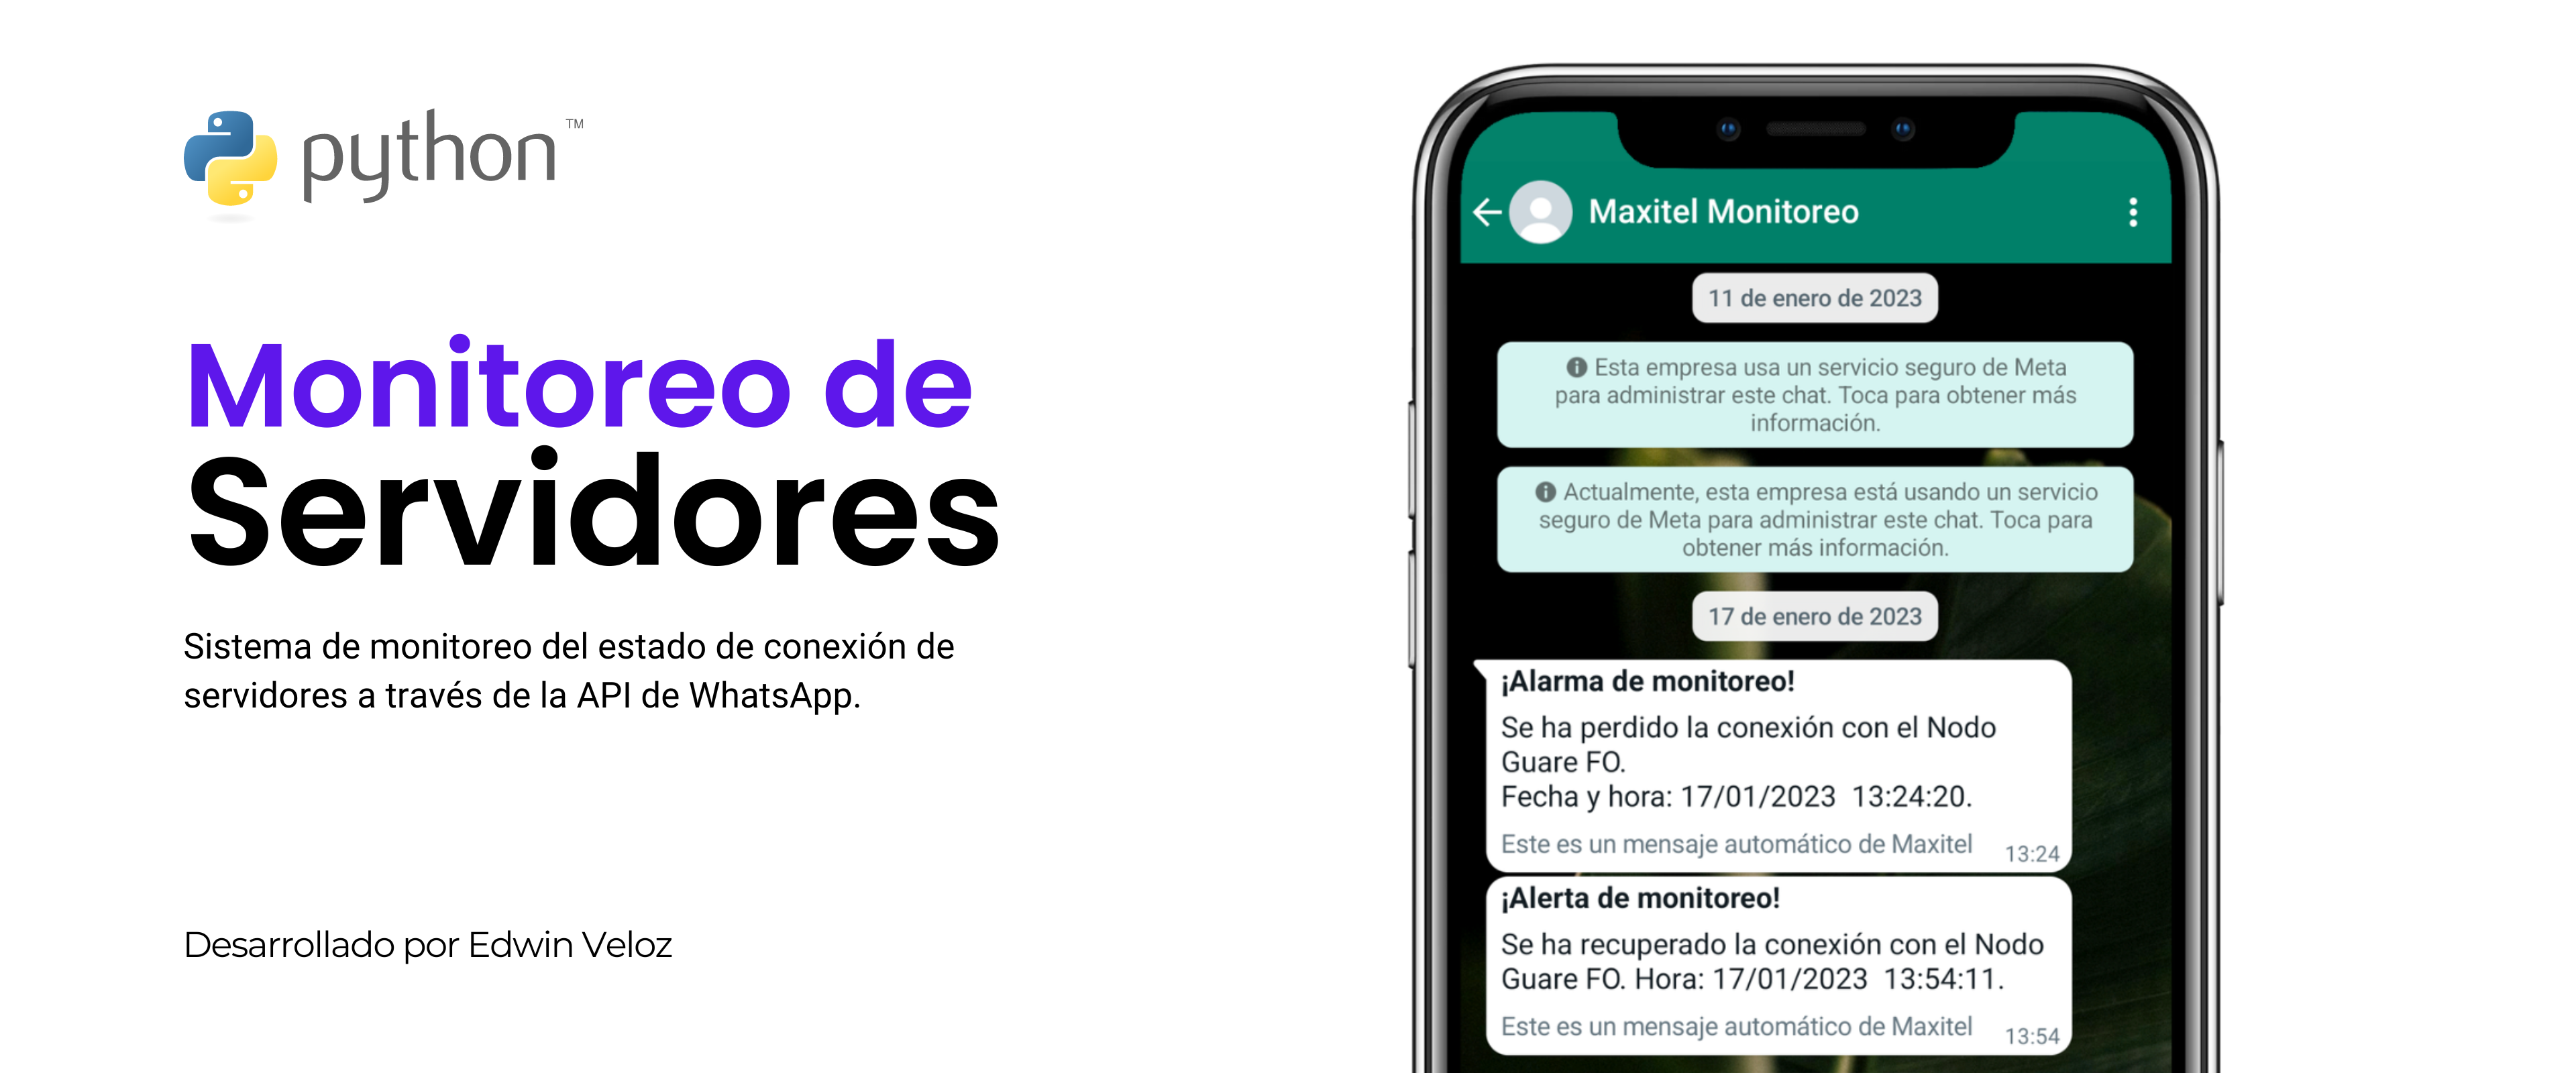 python™
Monitoreo de
Servidores
Sistema de monitoreo del estado de conexión de
servidores a través de la API de WhatsApp.
Desarrollado por Edwin Veloz
Maxitel Monitoreo
11 de enero de 2023
Esta empresa usa un servicio seguro de Meta
para administrar este chat. Toca para obtener más
información.
Actualmente, esta empresa está usando un servicio
seguro de Meta para administrar este chat. Toca para
obtener más información.
17 de enero de 2023
¡Alarma de monitoreo!
Se ha perdido la conexión con el Nodo
Guare FO.
Fecha y hora: 17/01/2023  13:24:20.
Este es un mensaje automático de Maxitel 13:24
¡Alerta de monitoreo!
Se ha recuperado la conexión con el Nodo
Guare FO. Hora: 17/01/2023  13:54:11.
Este es un mensaje automático de Maxitel 13:54